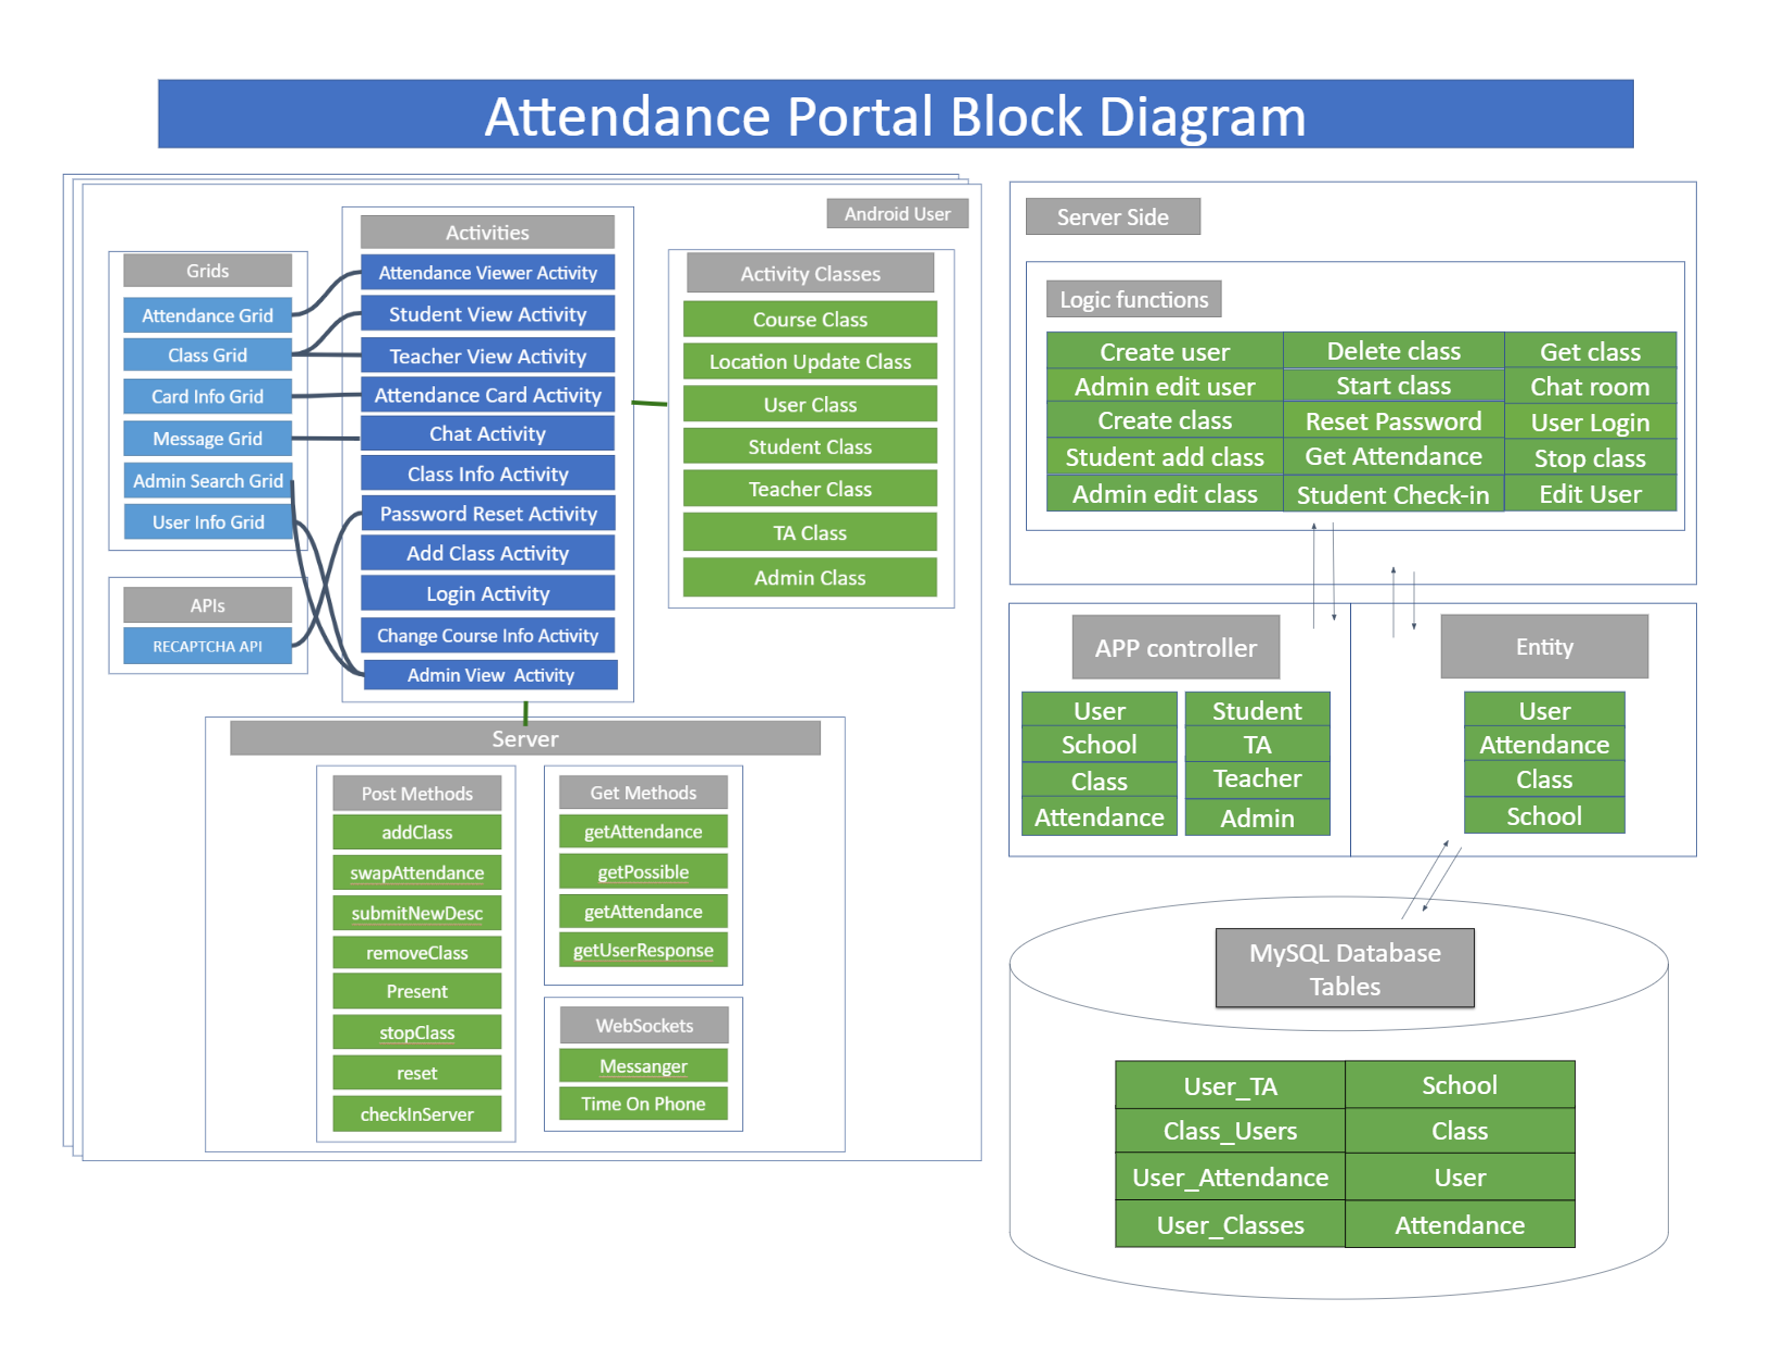 Attendance Portal Block Diagram
Android User
Grids
Attendance Grid
Class Grid
Card Info Grid
Message Grid
Admin Search Grid
User Info Grid
APIs
RECAPTCHA API
Activities
Attendance Viewer Activity
Student View Activity
Teacher View Activity
Attendance Card Activity
Chat Activity
Class Info Activity
Password Reset Activity
Add Class Activity
Login Activity
Change Course Info Activity
Admin View Activity
Activity Classes
Course Class
Location Update Class
User Class
Student Class
Teacher Class
TA Class
Admin Class
Server
Post Methods
addClass
swapAttendance
submitNewDesc
removeClass
Present
stopClass
reset
checkInServer
Get Methods
getAttendance
getPossible
getAttendance
getUserResponse
WebSockets
Messanger
Time On Phone
Server Side
Logic functions
Create user
Delete class
Get class
Admin edit user
Start class
Chat room
Create class
Reset Password
User Login
Student add class
Get Attendance
Stop class
Admin edit class
Student Check-in
Edit User
APP controller
User
School
Class
Attendance
Student
TA
Teacher
Admin
Entity
User
Attendance
Class
School
MySQL Database
Tables
User_TA
School
Class_Users
Class
User_Attendance
User
User_Classes
Attendance